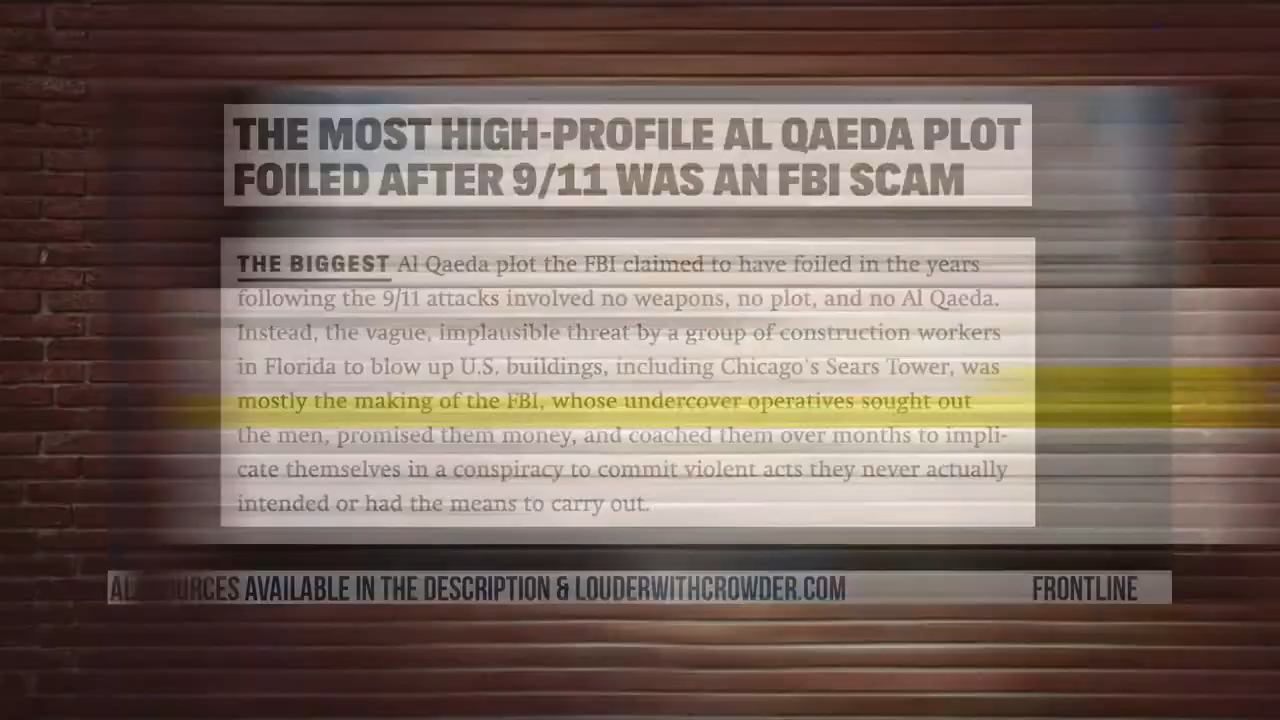 THE MOST HIGH-PROFILE AL QAEDA PLOT
FOILED AFTER 9/11 WAS AN FBI SCAM
THE BIGGEST Al Qaeda plot the FBI claimed to have foiled in the years
following the 9/11 attacks involved no weapons, no plot, and no Al Qaeda.
Instead, the vague, implausible threat by a group of construction workers
in Florida to blow up U.S. buildings, including Chicago's Sears Tower, was
mostly the making of the FBI, whose undercover operatives sought out
the men, promised them money, and coached them over months to impli-
cate themselves in a conspiracy to commit violent acts they never actually
intended or had the means to carry out.
AVAILABLE IN THE DESCRIPTION & LOUDERWITHCROWDER.COM
FRONTLINE